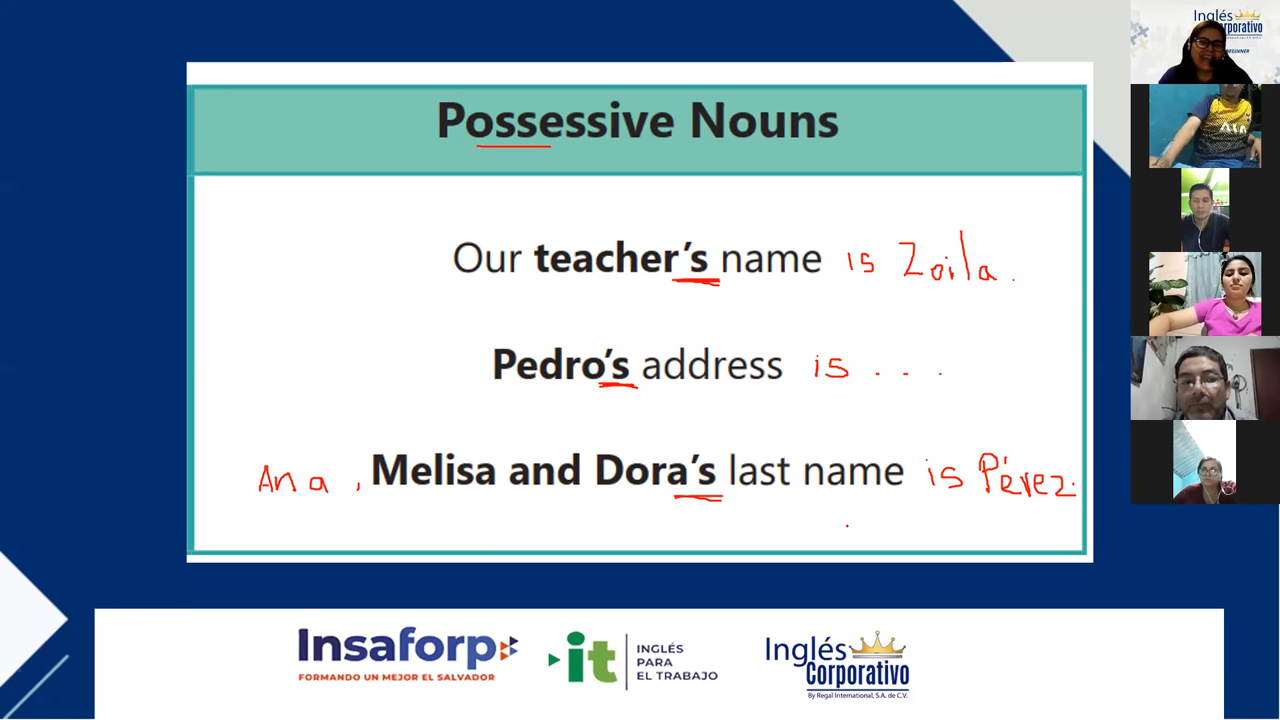 Possessive Nouns
Our teacher’s name is Zoila.
Pedro’s address is . . .
Ana , Melisa and Dora’s last name is Pérez.
Insaforp
FORMANDO UN MEJOR EL SALVADOR
it
INGLÉS
PARA
EL TRABAJO
Inglés
Corporativo
By Regal International, S.A. de C.V.
Inglés
Corporativo
BEGINNER